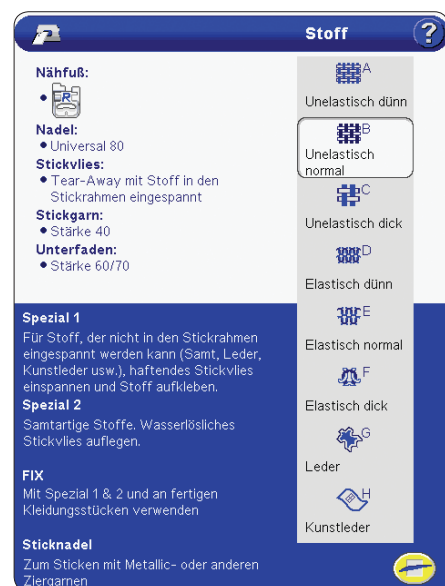 Stoff
?
Nähfuß:
• R
Nadel:
• Universal 80
Stickvlies:
• Tear-Away mit Stoff in den
Stickrahmen eingespannt
Stickgarn:
• Stärke 40
Unterfaden:
• Stärke 60/70
A
Unelastisch dünn
B
Unelastisch
normal
C
Unelastisch dick
D
Elastisch dünn
E
Elastisch normal
F
Elastisch dick
G
Leder
H
Kunstleder
Spezial 1
Für Stoff, der nicht in den Stickrahmen
eingespannt werden kann (Samt, Leder,
Kunstleder usw.), haftendes Stickvlies
einspannen und Stoff aufkleben.
Spezial 2
Samtartige Stoffe. Wasserlösliches
Stickvlies auflegen.
FIX
Mit Spezial 1 & 2 und an fertigen
Kleidungsstücken verwenden
Sticknadel
Zum Sticken mit Metallic- oder anderen
Ziergarnen